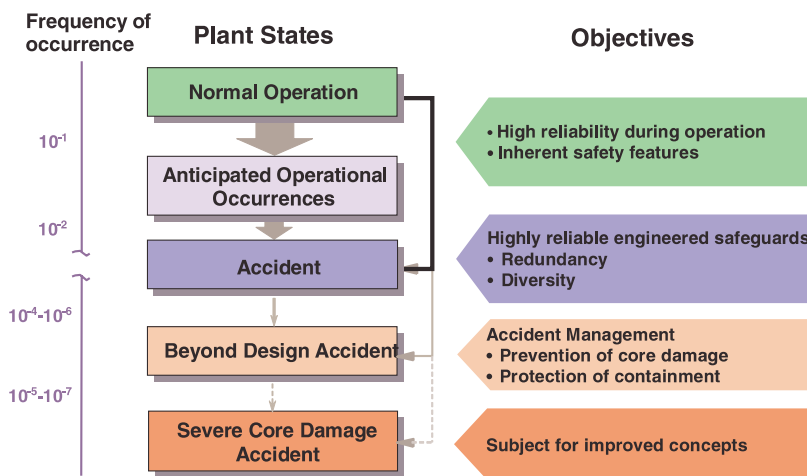 Frequency of
occurrence
Plant States
Objectives
Normal Operation
10⁻¹
• High reliability during operation
• Inherent safety features
Anticipated Operational
Occurrences
10⁻²
Accident
Highly reliable engineered safeguards
• Redundancy
• Diversity
10⁻⁴-10⁻⁶
Beyond Design Accident
Accident Management
• Prevention of core damage
• Protection of containment
10⁻⁵-10⁻⁷
Severe Core Damage
Accident
Subject for improved concepts